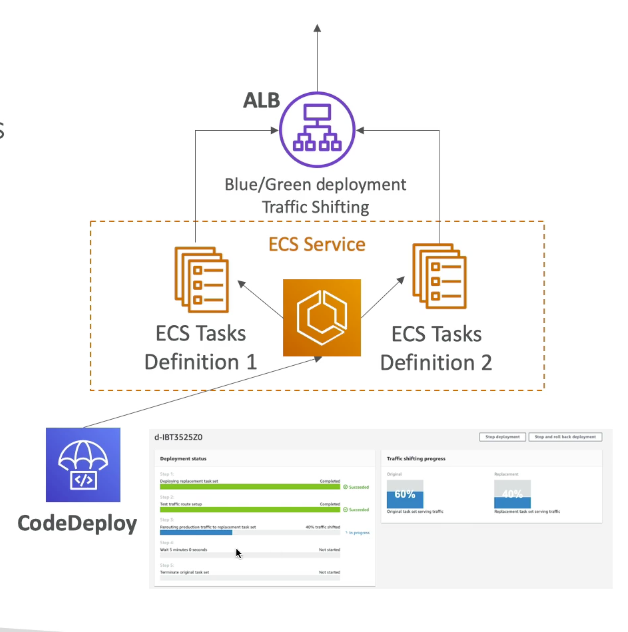 ALB
s
Blue/Green deployment
Traffic Shifting
ECS Service
ECS Tasks
Definition 1
ECS Tasks
Definition 2
CodeDeploy
d-IBT3525Z0
Stop deployment
Stop and roll back deployment
Deployment status
Step 1:
Deploying replacement task set
Completed
Succeeded
Step 2:
Test traffic route setup
Completed
Succeeded
Step 3:
Rerouting production traffic to replacement task set
40% traffic shifted
In progress
Step 4:
Wait 5 minutes 0 seconds
Not started
Step 5:
Terminate original task set
Not started
Traffic shifting progress
Original
60%
Original task set serving traffic
Replacement
40%
Replacement task set serving traffic